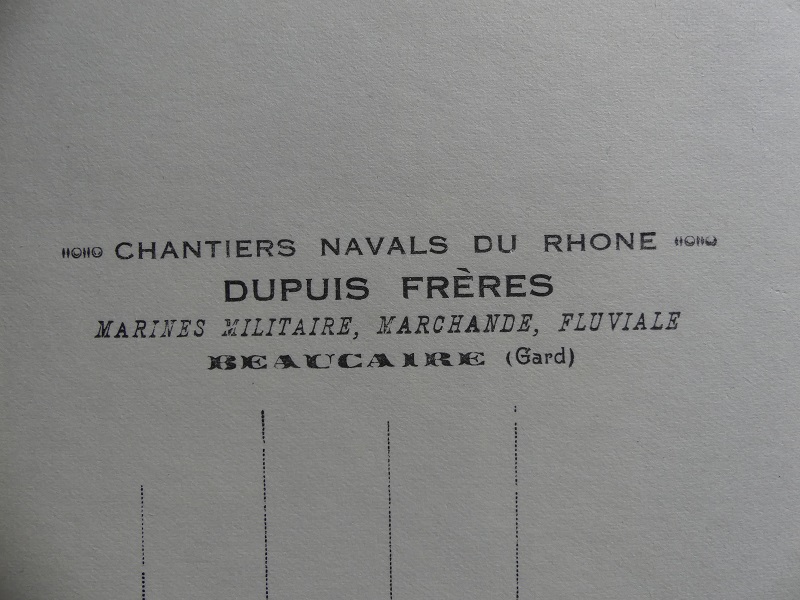 CHANTIERS NAVALS DU RHONE
DUPUIS FRÈRES
MARINES MILITAIRE, MARCHANDE, FLUVIALE
BEAUCAIRE (Gard)